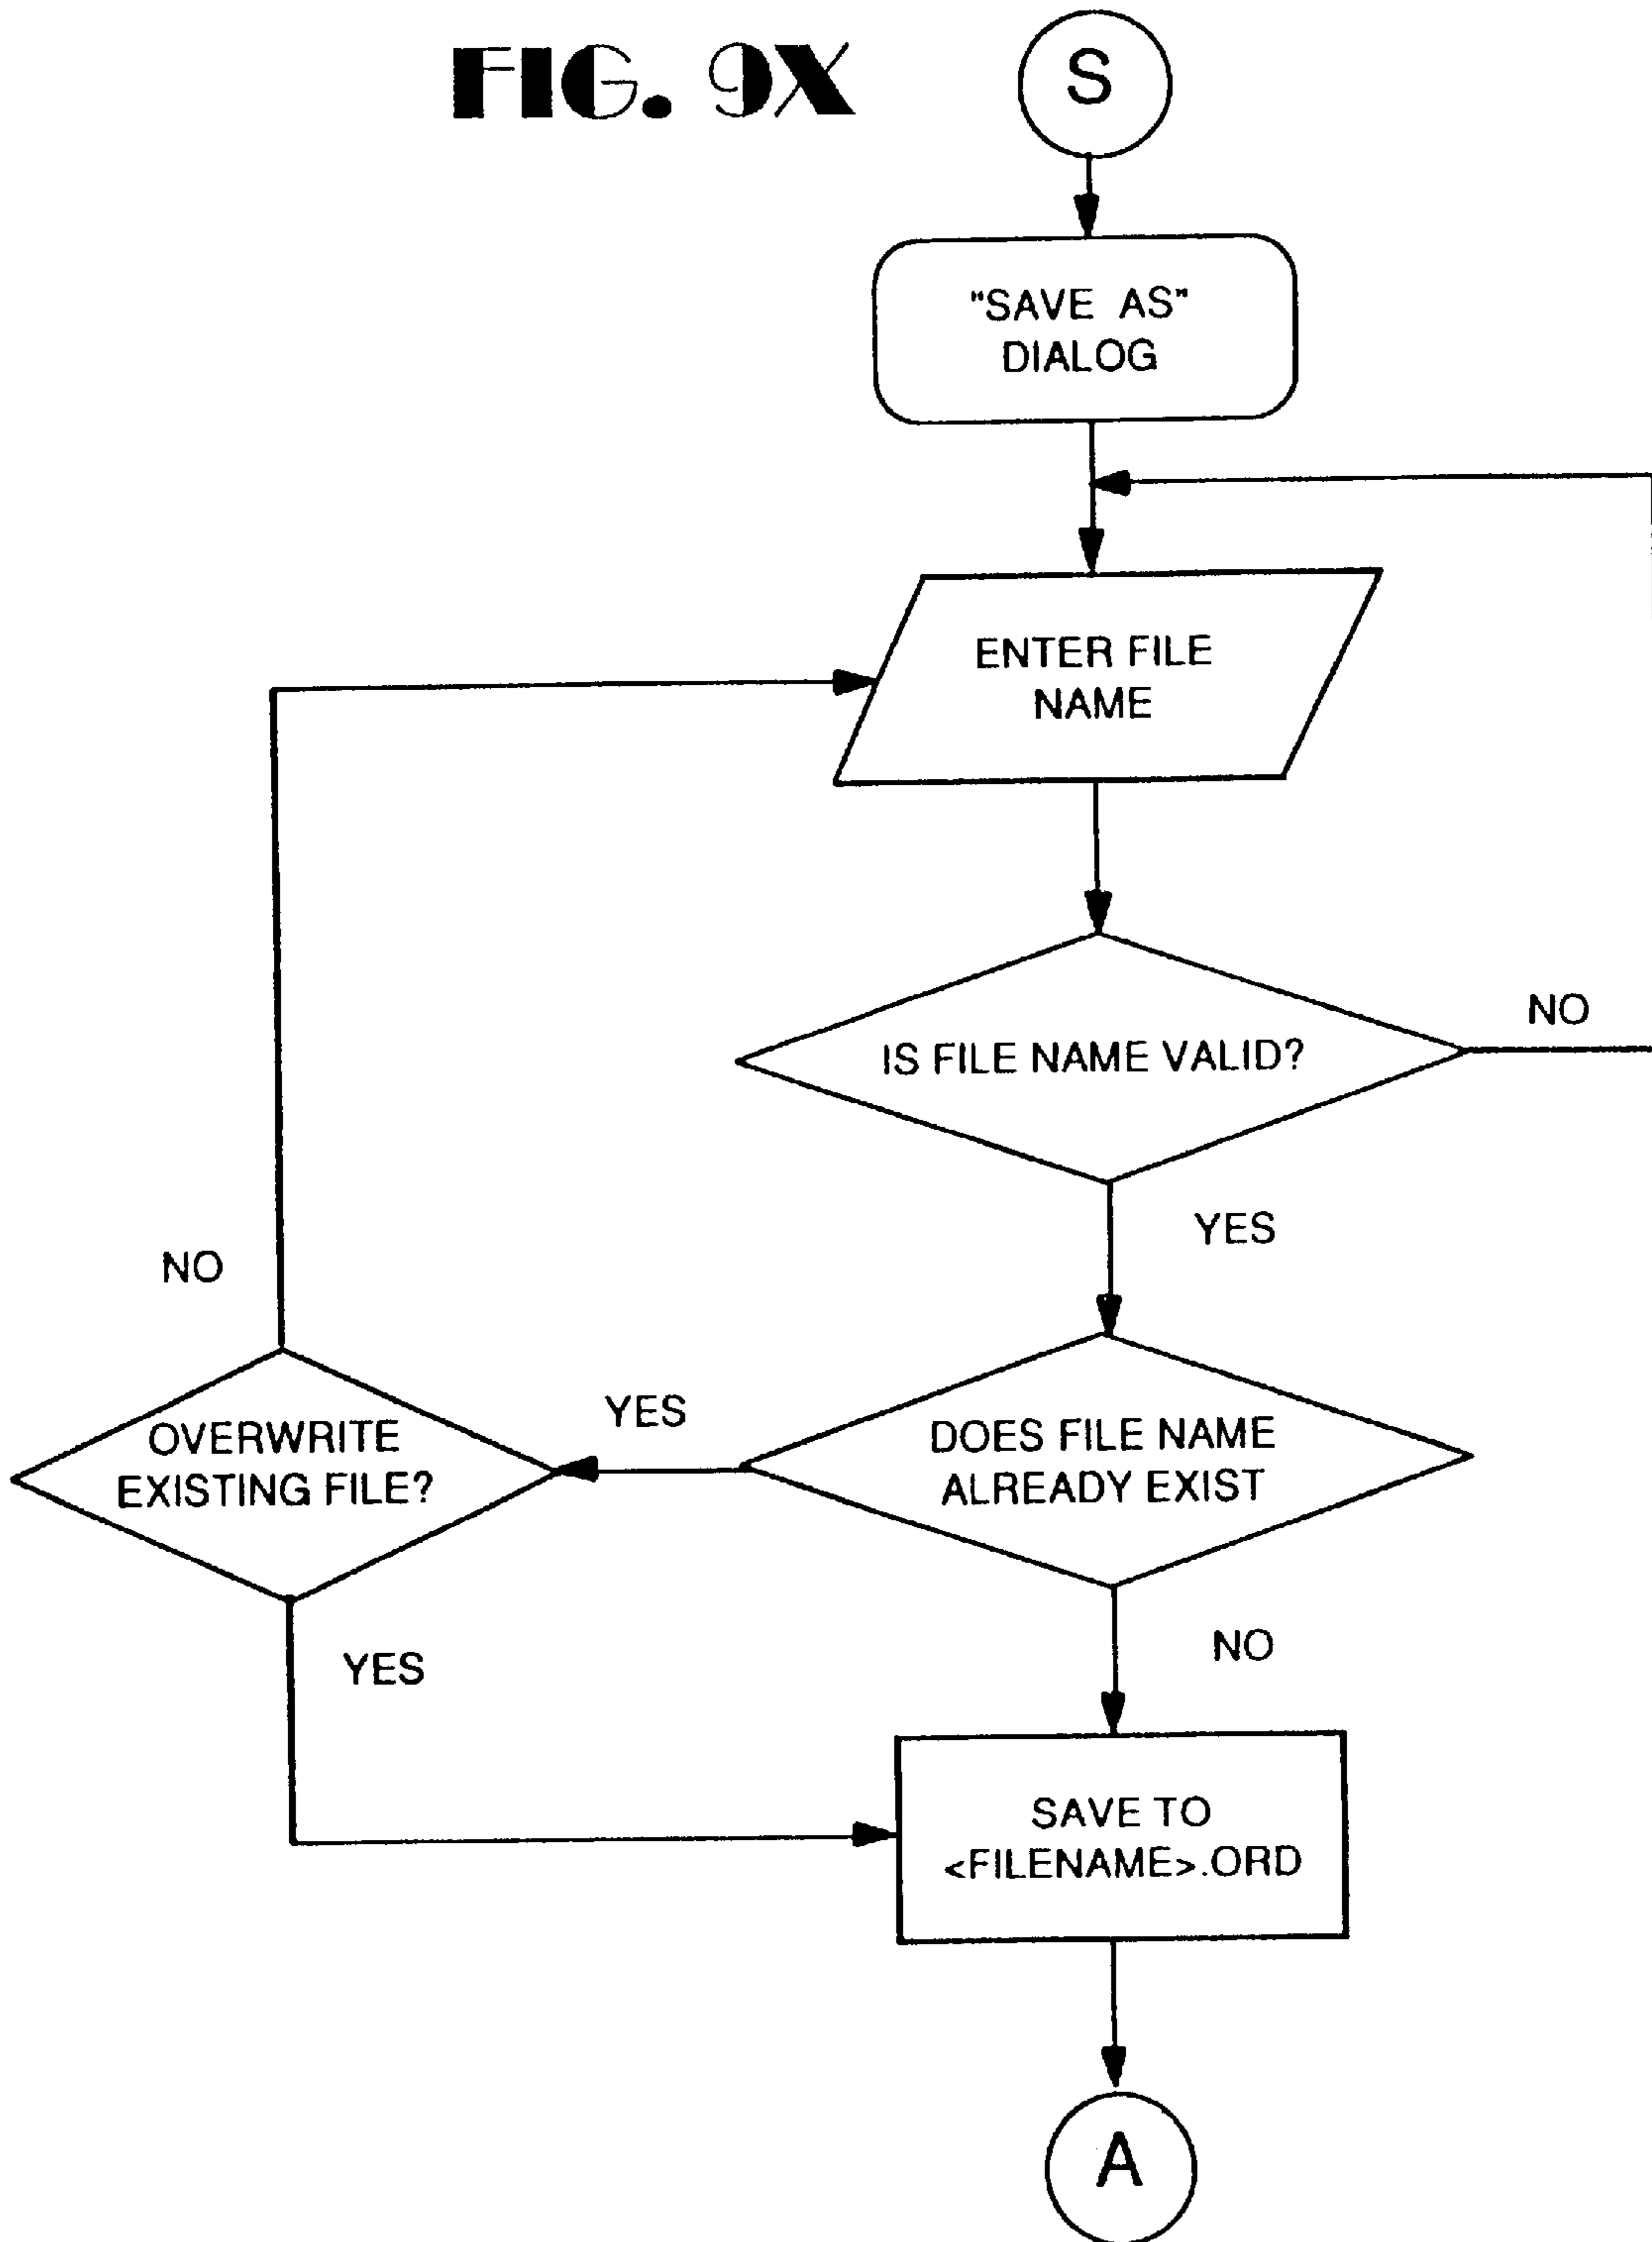 FIG. 9X
S
"SAVE AS"
DIALOG
ENTER FILE
NAME
IS FILE NAME VALID?
NO
YES
NO
OVERWRITE
EXISTING FILE?
YES
DOES FILE NAME
ALREADY EXIST
YES
NO
SAVE TO
<FILENAME>.ORD
A